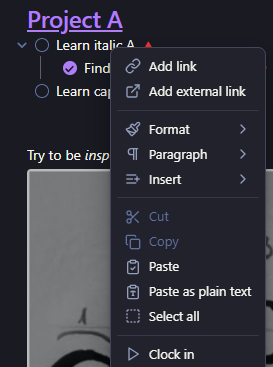 Project A
Learn italic A
Find
Learn cap
Try to be insp
Add link
Add external link
Format
Paragraph
Insert
Cut
Copy
Paste
Paste as plain text
Select all
Clock in